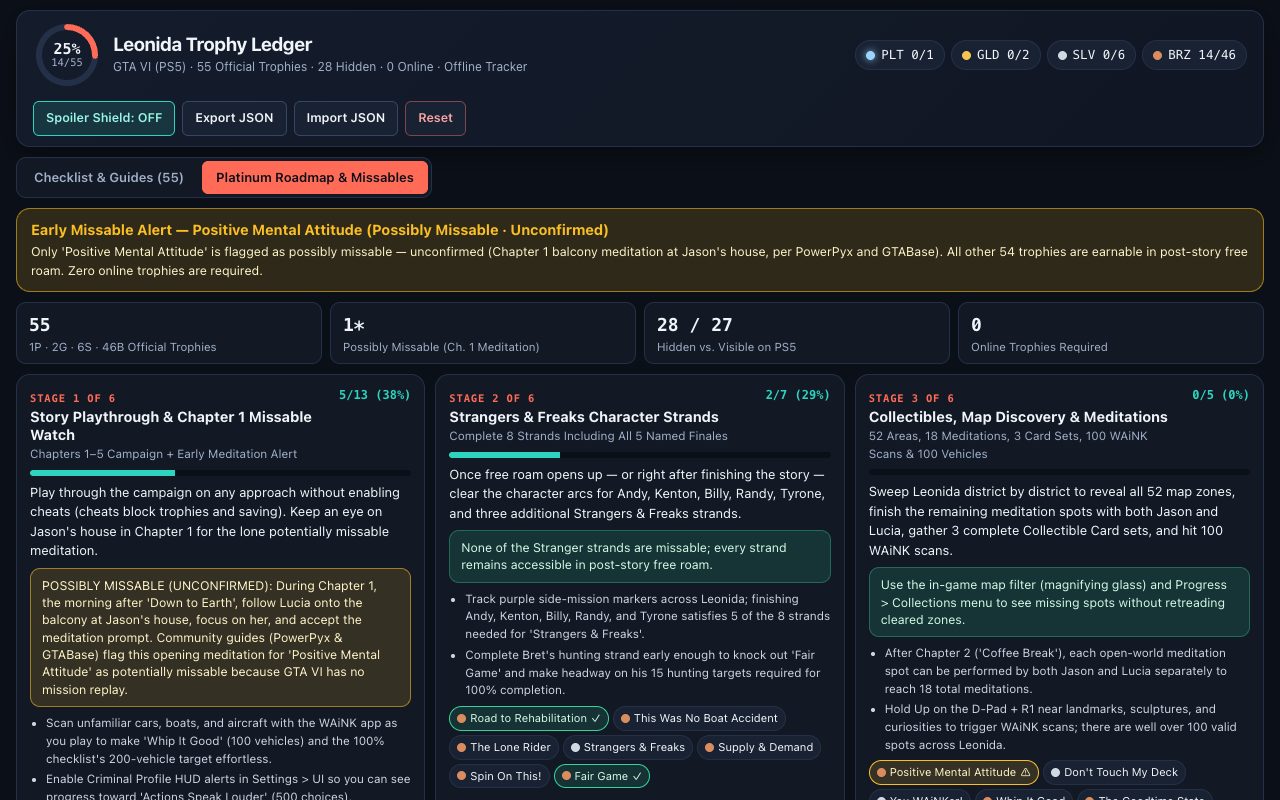 25%
14/55
Leonida Trophy Ledger
GTA VI (PS5) · 55 Official Trophies · 28 Hidden · 0 Online · Offline Tracker
PLT 0/1
GLD 0/2
SLV 0/6
BRZ 14/46
Spoiler Shield: OFF
Export JSON
Import JSON
Reset
Checklist & Guides (55)
Platinum Roadmap & Missables
Early Missable Alert — Positive Mental Attitude (Possibly Missable · Unconfirmed)
Only 'Positive Mental Attitude' is flagged as possibly missable — unconfirmed (Chapter 1 balcony meditation at Jason's house, per PowerPyx and GTABase). All other 54 trophies are earnable in post-story free
roam. Zero online trophies are required.
55
1P · 2G · 6S · 46B Official Trophies
1*
Possibly Missable (Ch. 1 Meditation)
28 / 27
Hidden vs. Visible on PS5
0
Online Trophies Required
STAGE 1 OF 6
5/13 (38%)
Story Playthrough & Chapter 1 Missable
Watch
Chapters 1–5 Campaign + Early Meditation Alert
Play through the campaign on any approach without enabling
cheats (cheats block trophies and saving). Keep an eye on
Jason's house in Chapter 1 for the lone potentially missable
meditation.
POSSIBLY MISSABLE (UNCONFIRMED): During Chapter 1,
the morning after 'Down to Earth', follow Lucia onto the
balcony at Jason's house, focus on her, and accept the
meditation prompt. Community guides (PowerPyx &
GTABase) flag this opening meditation for 'Positive Mental
Attitude' as potentially missable because GTA VI has no
mission replay.
• Scan unfamiliar cars, boats, and aircraft with the WAiNK app as
you play to make 'Whip It Good' (100 vehicles) and the 100%
checklist's 200-vehicle target effortless.
• Enable Criminal Profile HUD alerts in Settings > UI so you can see
progress toward 'Actions Speak Louder' (500 choices).
STAGE 2 OF 6
2/7 (29%)
Strangers & Freaks Character Strands
Complete 8 Strands Including All 5 Named Finales
Once free roam opens up — or right after finishing the story —
clear the character arcs for Andy, Kenton, Billy, Randy, Tyrone,
and three additional Strangers & Freaks strands.
None of the Stranger strands are missable; every strand
remains accessible in post-story free roam.
• Track purple side-mission markers across Leonida; finishing
Andy, Kenton, Billy, Randy, and Tyrone satisfies 5 of the 8 strands
needed for 'Strangers & Freaks'.
• Complete Bret's hunting strand early enough to knock out 'Fair
Game' and make headway on his 15 hunting targets required for
100% completion.
Road to Rehabilitation ✓
This Was No Boat Accident
The Lone Rider
Strangers & Freaks
Supply & Demand
Spin On This!
Fair Game ✓
STAGE 3 OF 6
0/5 (0%)
Collectibles, Map Discovery & Meditations
52 Areas, 18 Meditations, 3 Card Sets, 100 WAiNK
Scans & 100 Vehicles
Sweep Leonida district by district to reveal all 52 map zones,
finish the remaining meditation spots with both Jason and
Lucia, gather 3 complete Collectible Card sets, and hit 100
WAiNK scans.
Use the in-game map filter (magnifying glass) and Progress
> Collections menu to see missing spots without retreading
cleared zones.
• After Chapter 2 ('Coffee Break'), each open-world meditation
spot can be performed by both Jason and Lucia separately to
reach 18 total meditations.
• Hold Up on the D-Pad + R1 near landmarks, sculptures, and
curiosities to trigger WAiNK scans; there are well over 100 valid
spots across Leonida.
Positive Mental Attitude ⚠
Don't Touch My Deck